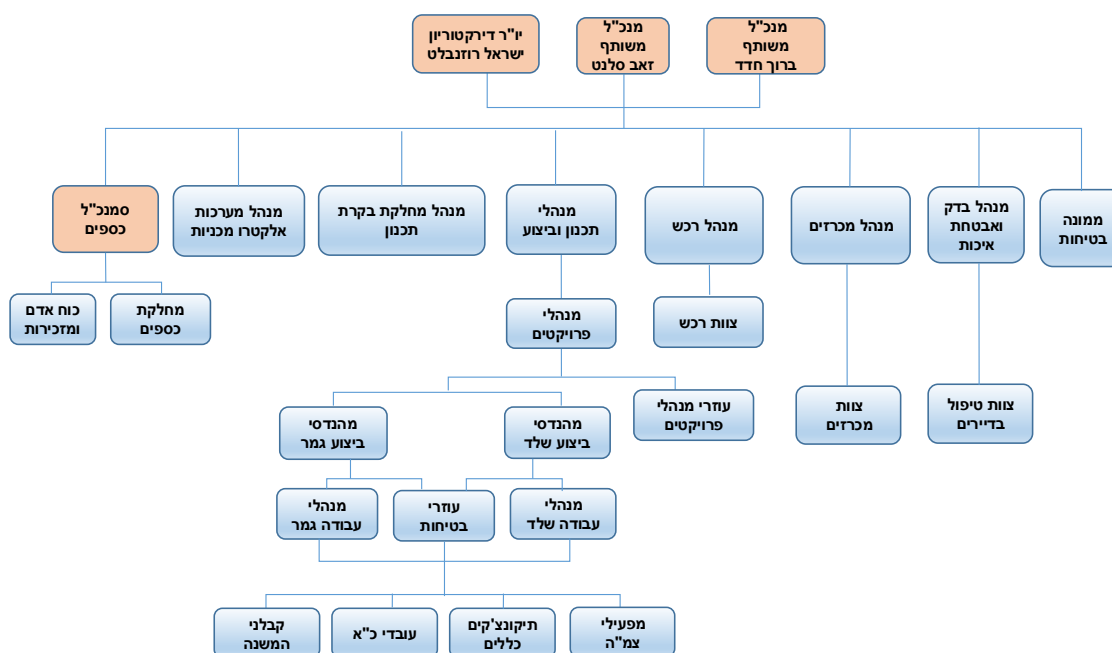 מנכ"ל
משותף
ברוך חדד
מנכ"ל
משותף
זאב סלנט
יו"ר דירקטוריון
ישראל רוזנבלט
ממונה
בטיחות
מנהל בדק
ואבטחת
איכות
מנהל מכרזים
מנהל רכש
מנהלי
תכנון וביצוע
מנהל מחלקת בקרת
תכנון
מנהל מערכות
אלקטרו מכניות
סמנכ"ל
כספים
צוות רכש
מנהלי
פרויקטים
מחלקת
כספים
כוח אדם
ומזכירות
צוות טיפול
בדיירים
צוות
מכרזים
עוזרי מנהלי
פרויקטים
מהנדסי
ביצוע שלד
מהנדסי
ביצוע גמר
מנהלי
עבודה שלד
עוזרי
בטיחות
מנהלי
עבודה גמר
מפעילי
צמ"ה
תיקונצ'קים
כללים
עובדי כ"א
קבלני
המשנה